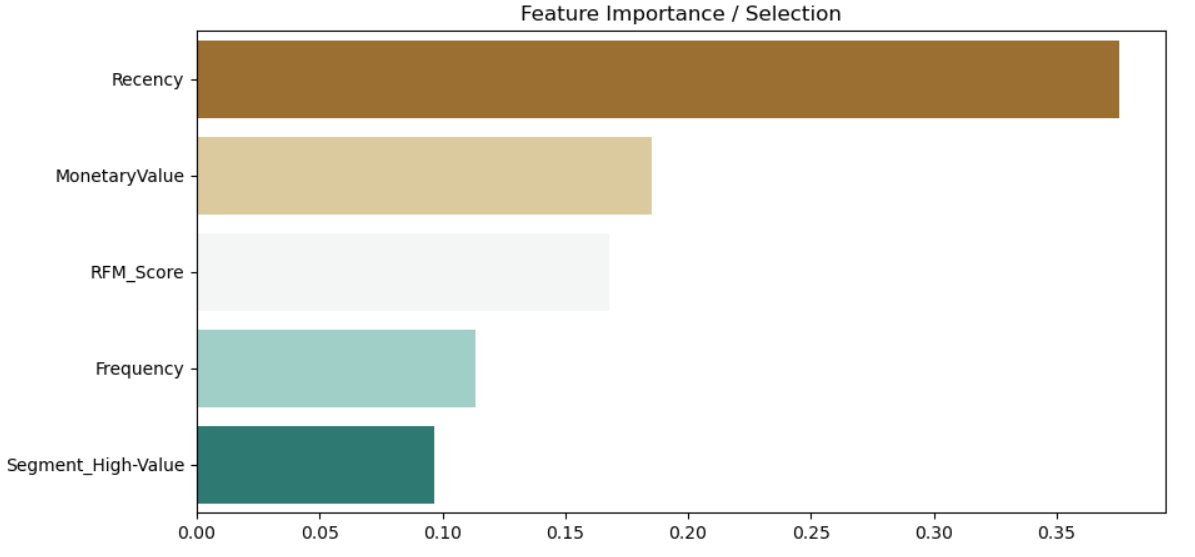 Feature Importance / Selection
Recency
MonetaryValue
RFM_Score
Frequency
Segment_High-Value
0.00 0.05 0.10 0.15 0.20 0.25 0.30 0.35